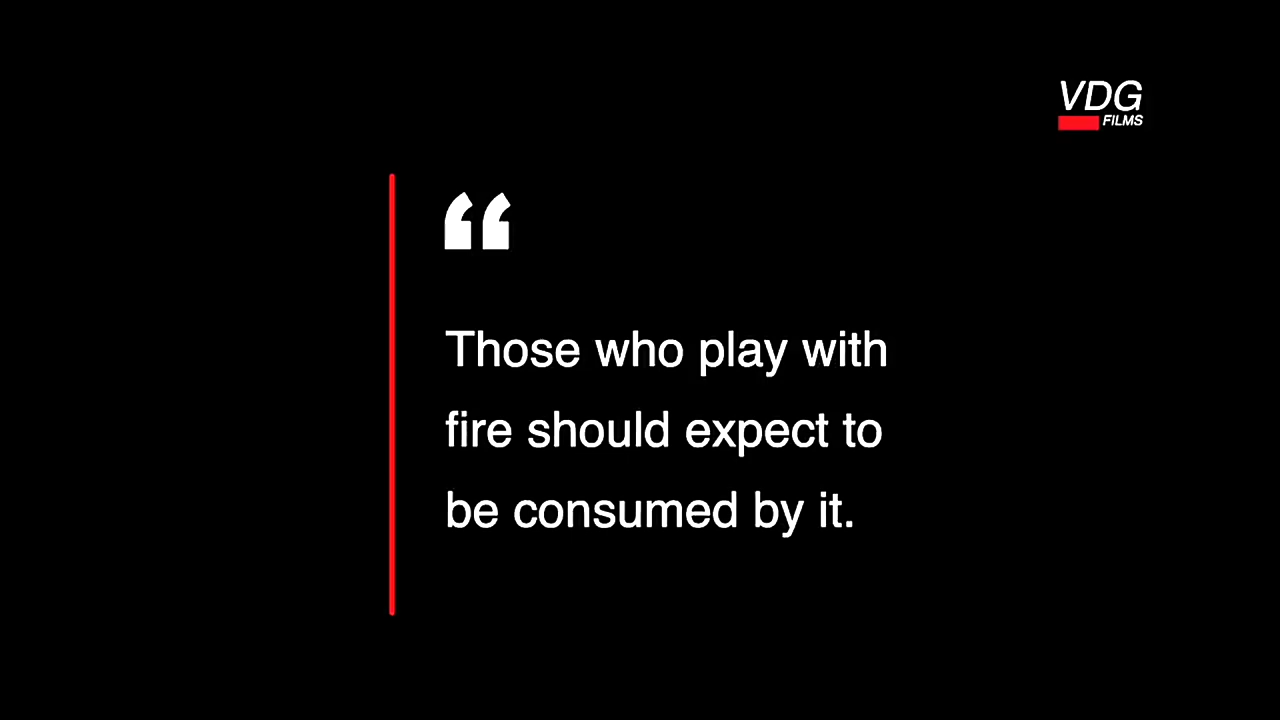 VDG
FILMS
“
Those who play with
fire should expect to
be consumed by it.